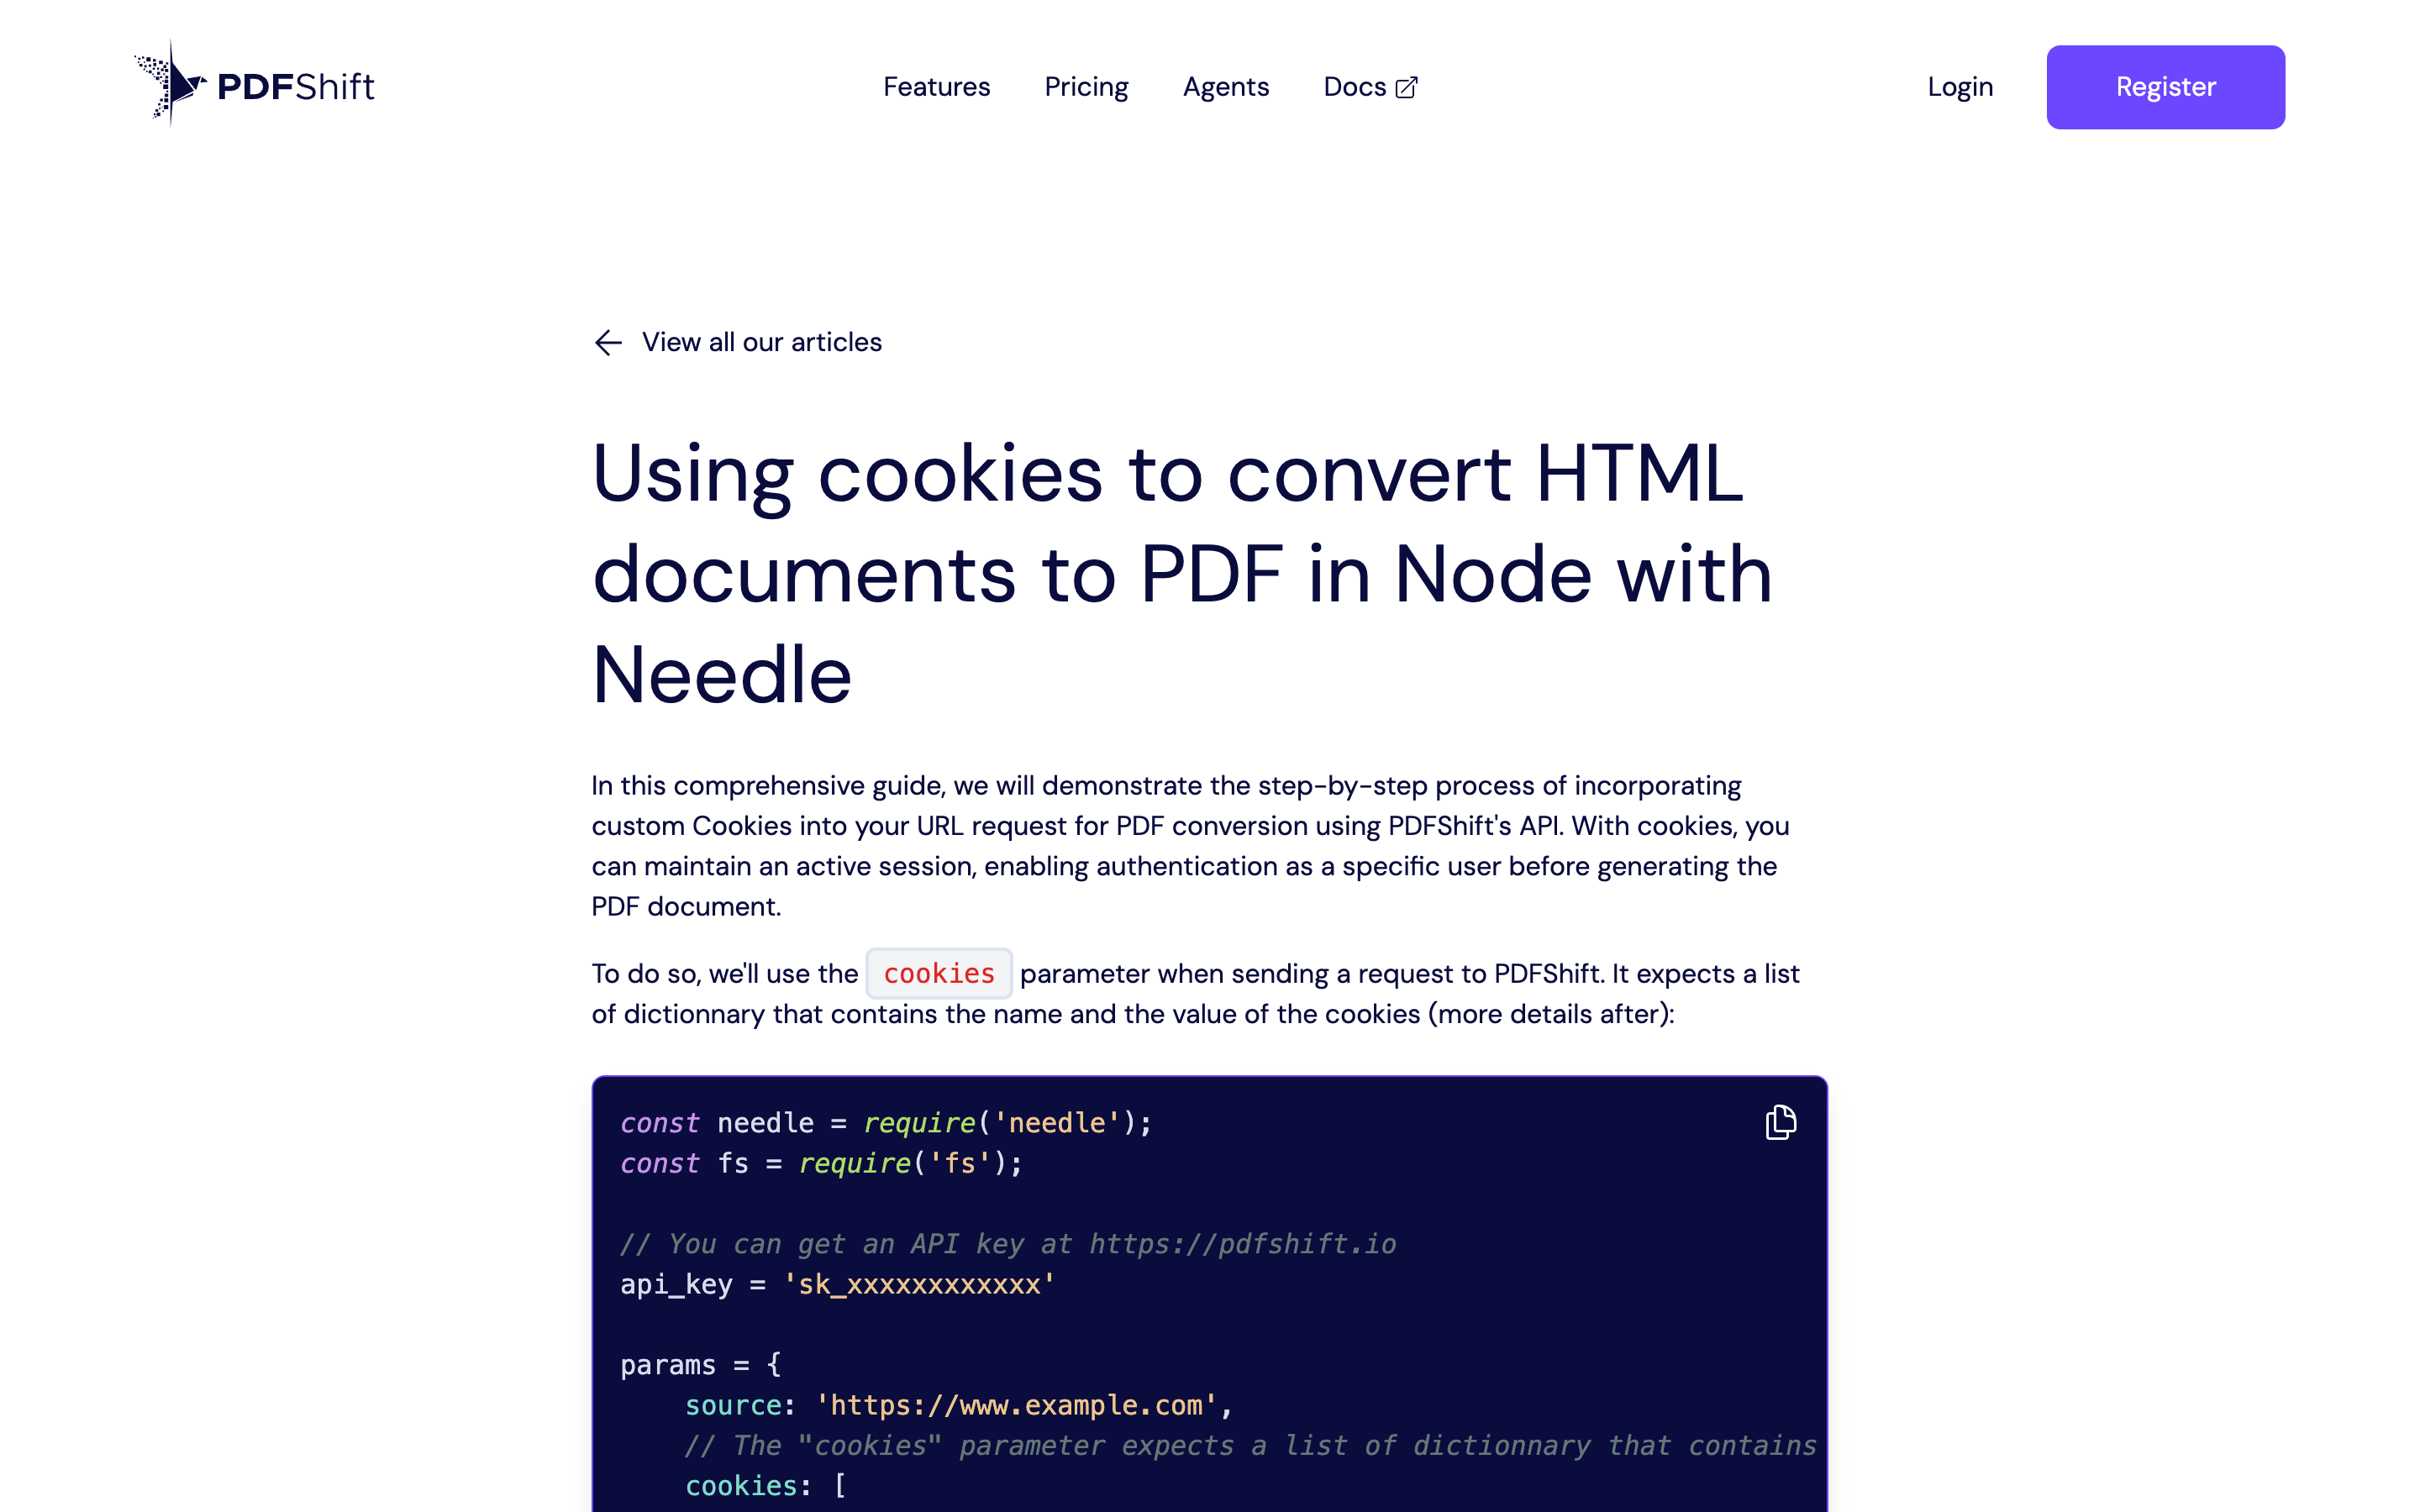 PDFShift
Features
Pricing
Agents
Docs
Login
Register
View all our articles
Using cookies to convert HTML
documents to PDF in Node with
Needle
In this comprehensive guide, we will demonstrate the step-by-step process of incorporating
custom Cookies into your URL request for PDF conversion using PDFShift's API. With cookies, you
can maintain an active session, enabling authentication as a specific user before generating the
PDF document.
To do so, we'll use the cookies parameter when sending a request to PDFShift. It expects a list
of dictionnary that contains the name and the value of the cookies (more details after):
const needle = require('needle');
const fs = require('fs');
// You can get an API key at https://pdfshift.io
api_key = 'sk_xxxxxxxxxxxx'
params = {
    source: 'https://www.example.com',
    // The "cookies" parameter expects a list of dictionnary that contains
    cookies: [